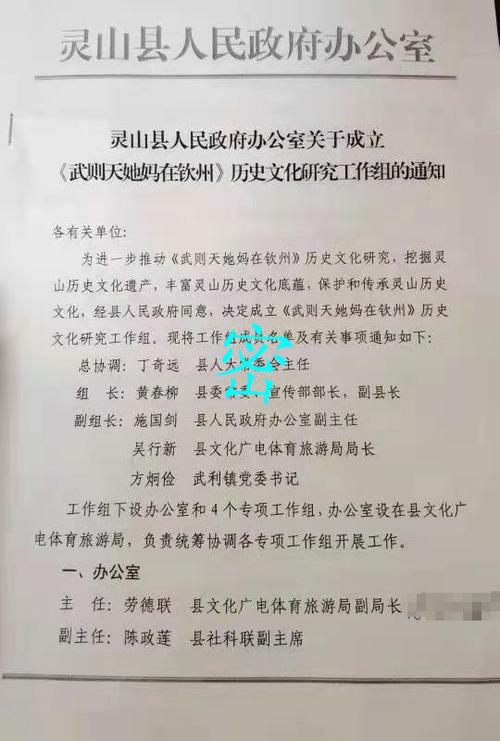 灵山县人民政府办公室
灵山县人民政府办公室关于成立
《武则天她妈在钦州》历史文化研究工作组的通知
各有关单位:
为进一步推动《武则天她妈在钦州》历史文化研究,挖掘灵
山历史文化遗产,丰富灵山历史文化底蕴,保护和传承灵山历史
文化,经县人民政府同意,决定成立《武则天她妈在钦州》历史
文化研究工作组。现将工作组成员名单及有关事项通知如下:
密
总协调:丁奇远 县人大 委会主任
组 长:黄春柳 县委 委 宣传部部长,副县长
副组长:施国剑 县人民政府办公室副主任
吴行新 县文化广电体育旅游局局长
方炯俭 武利镇党委书记
工作组下设办公室和4个专项工作组,办公室设在县文化广
电体育旅游局,负责统筹协调各专项工作组开展工作。
一、办公室
主 任:劳德联 县文化广电体育旅游局副局长
副主任:陈政莲 县社科联副主席